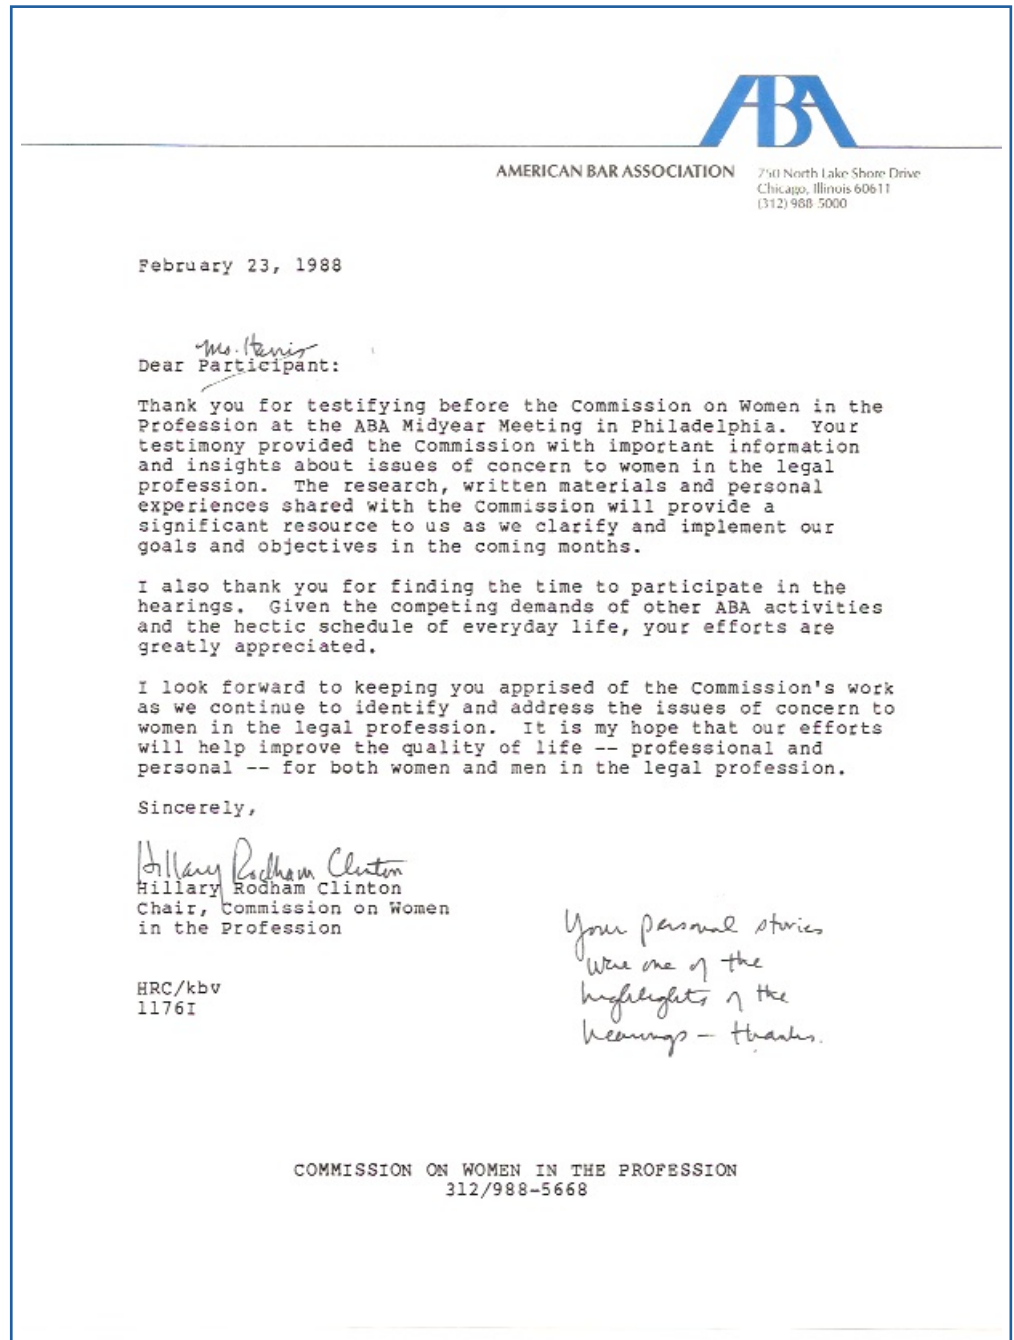 ABA
AMERICAN BAR ASSOCIATION
750 North Lake Shore Drive
Chicago, Illinois 60611
(312) 988-5000
February 23, 1988
Ms. Harris
Dear Participant:
Thank you for testifying before the Commission on Women in the
Profession at the ABA Midyear Meeting in Philadelphia. Your
testimony provided the Commission with important information
and insights about issues of concern to women in the legal
profession. The research, written materials and personal
experiences shared with the Commission will provide a
significant resource to us as we clarify and implement our
goals and objectives in the coming months.
I also thank you for finding the time to participate in the
hearings. Given the competing demands of other ABA activities
and the hectic schedule of everyday life, your efforts are
greatly appreciated.
I look forward to keeping you apprised of the Commission's work
as we continue to identify and address the issues of concern to
women in the legal profession. It is my hope that our efforts
will help improve the quality of life -- professional and
personal -- for both women and men in the legal profession.
Sincerely,
Hillary Rodham Clinton
Hillary Rodham Clinton
Chair, Commission on Women
in the Profession
Your personal stories
were one of the
highlights of the
hearings - thanks.
HRC/kbv
1176I
COMMISSION ON WOMEN IN THE PROFESSION
312/988-5668